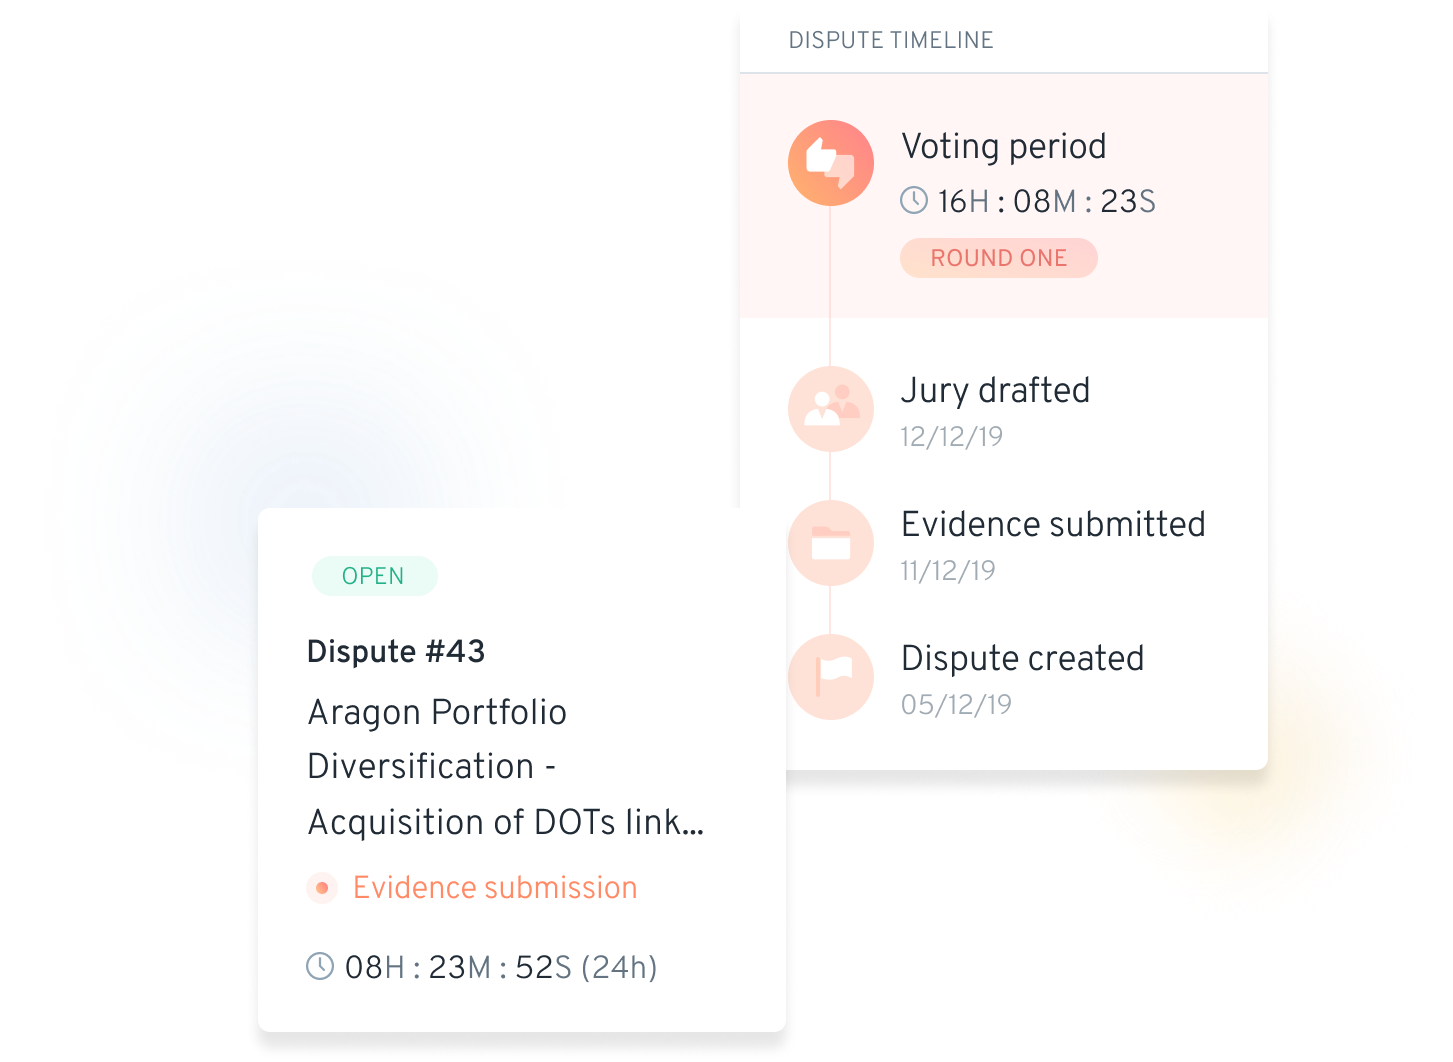 DISPUTE TIMELINE
Voting period
16H : 08M : 23S
ROUND ONE
Jury drafted
12/12/19
Evidence submitted
11/12/19
Dispute created
05/12/19
OPEN
Dispute #43
Aragon Portfolio
Diversification -
Acquisition of DOTs link...
Evidence submission
08H : 23M : 52S (24h)